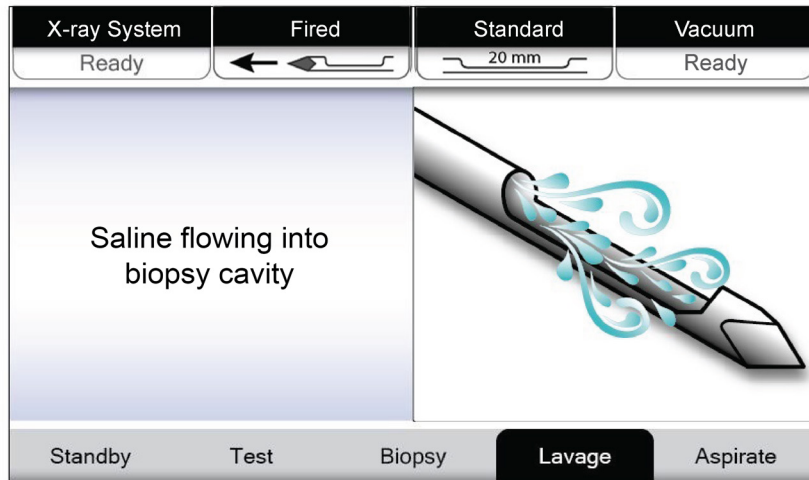 X-ray System
Fired
Standard
Vacuum
Ready
20 mm
Ready
Saline flowing into
biopsy cavity
Standby
Test
Biopsy
Lavage
Aspirate